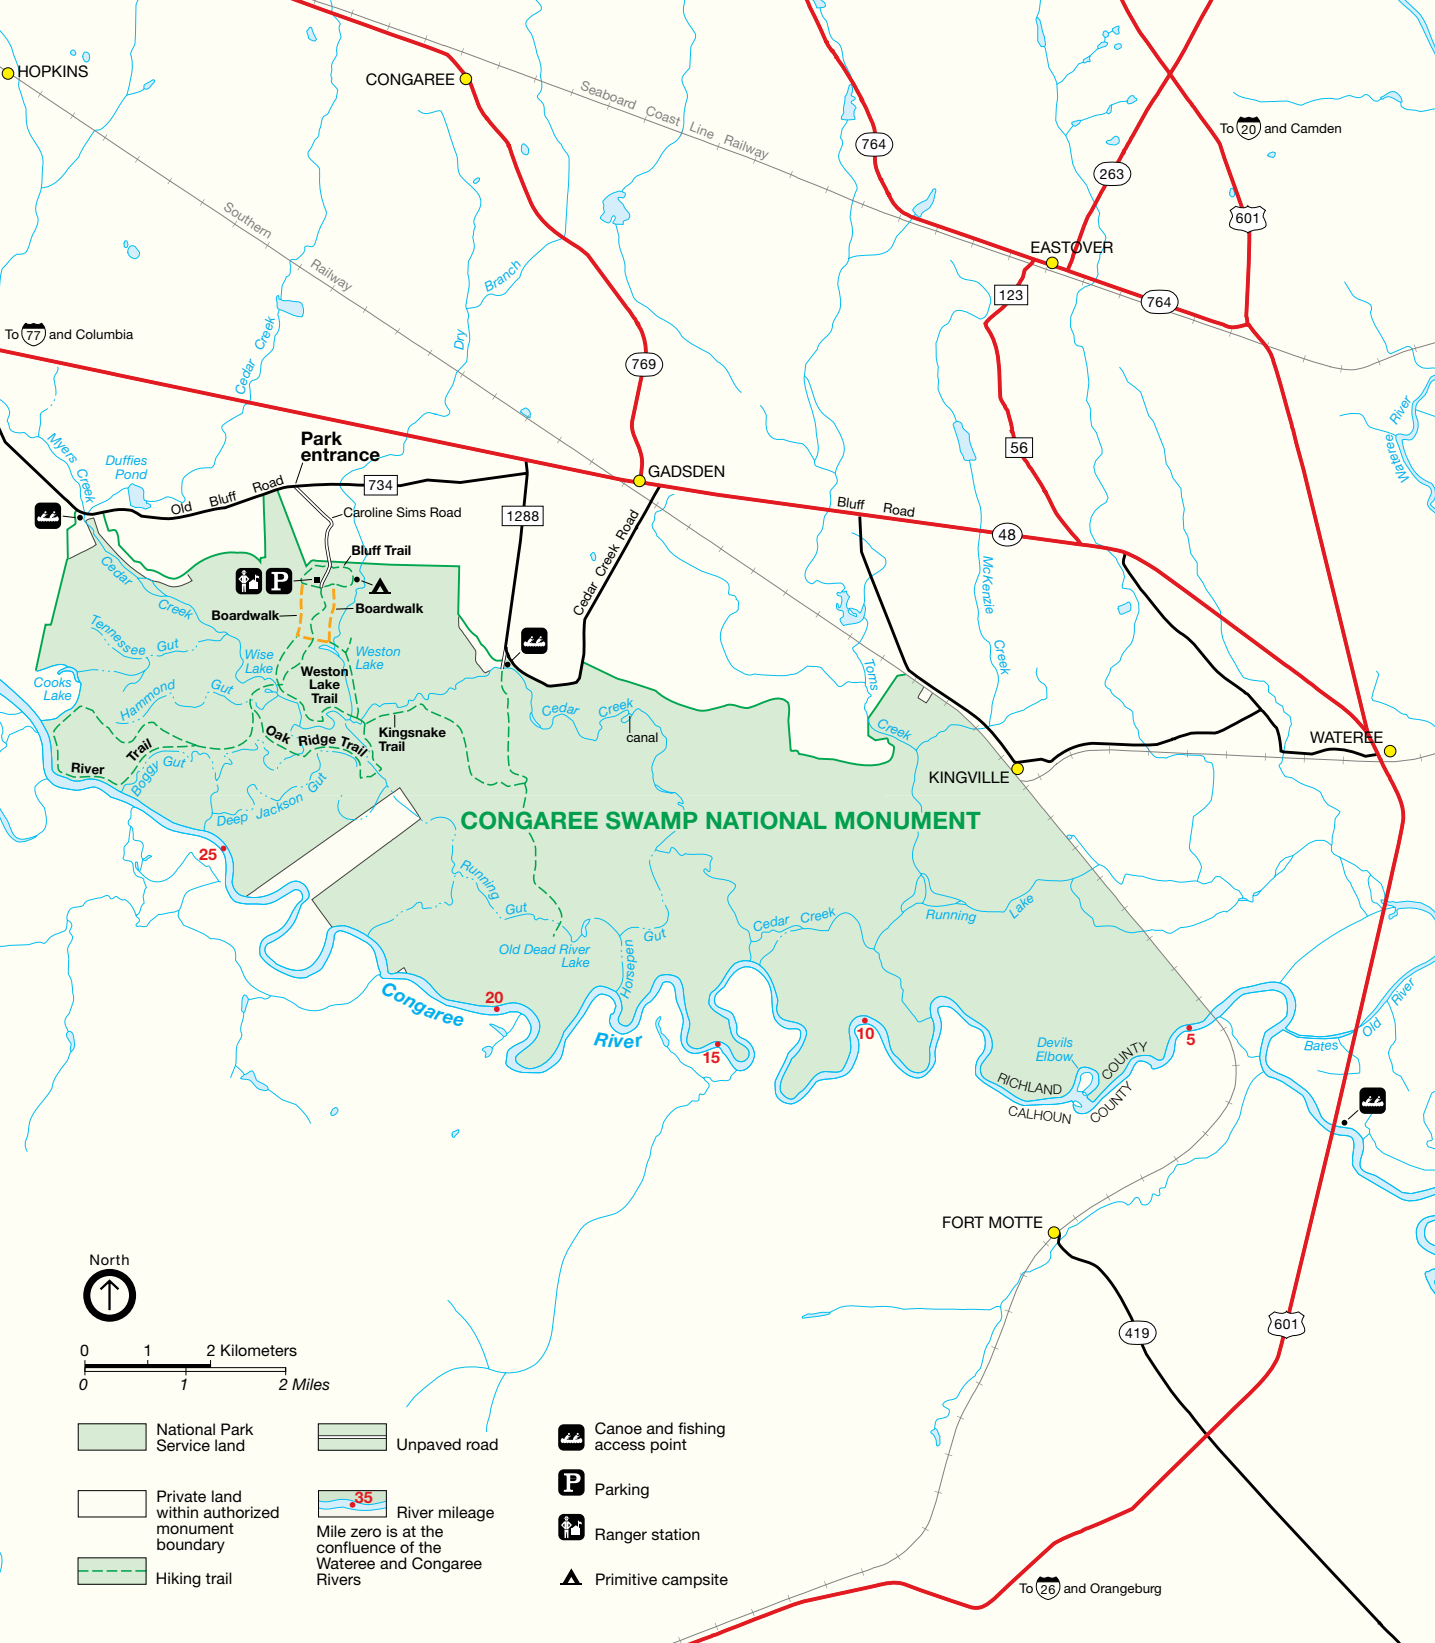 HOPKINS
CONGAREE
Seaboard Coast Line Railway
764
263
To 20 and Camden
601
Southern
Railway
Branch
EASTOVER
123
764
To 77 and Columbia
Cedar Creek
Dry
769
Wateree River
Wateree
Myers Creek
Duffies
Pond
Park
entrance
Old Bluff Road
734
GADSDEN
56
Caroline Sims Road
1288
Cedar Creek Road
Bluff Road
48
Bluff Trail
Cedar
Creek
Boardwalk
Boardwalk
McKenzie
Creek
Tennessee Gut
Wise
Lake
Weston
Lake
Weston
Lake
Trail
Toms
Creek
Cooks
Lake
Hammond Gut
Cedar Creek
canal
Oak Ridge Trail
Kingsnake
Trail
River Trail
Boggy Gut
WATEREE
KINGVILLE
Deep Jackson Gut
CONGAREE SWAMP NATIONAL MONUMENT
25
Running
Gut
Cedar Creek
Running Lake
Old Dead River
Lake
Horsepen
Gut
Congaree
River
20
15
10
5
Devils
Elbow
RICHLAND COUNTY
CALHOUN COUNTY
Bates Old River
FORT MOTTE
419
601
North
0 1 2 Kilometers
0 1 2 Miles
National Park
Service land
Private land
within authorized
monument
boundary
Hiking trail
Unpaved road
35
River mileage
Mile zero is at the
confluence of the
Wateree and Congaree
Rivers
Canoe and fishing
access point
P Parking
Ranger station
Primitive campsite
To 26 and Orangeburg